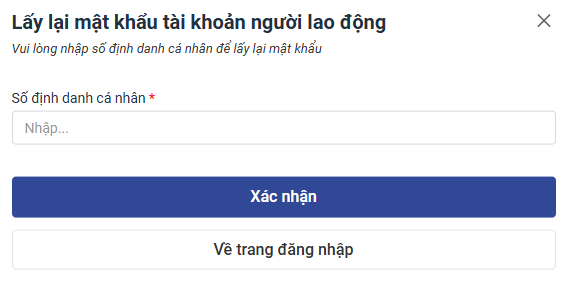 Lấy lại mật khẩu tài khoản người lao động
Vui lòng nhập số định danh cá nhân để lấy lại mật khẩu
Số định danh cá nhân *
Nhập...
Xác nhận
Về trang đăng nhập